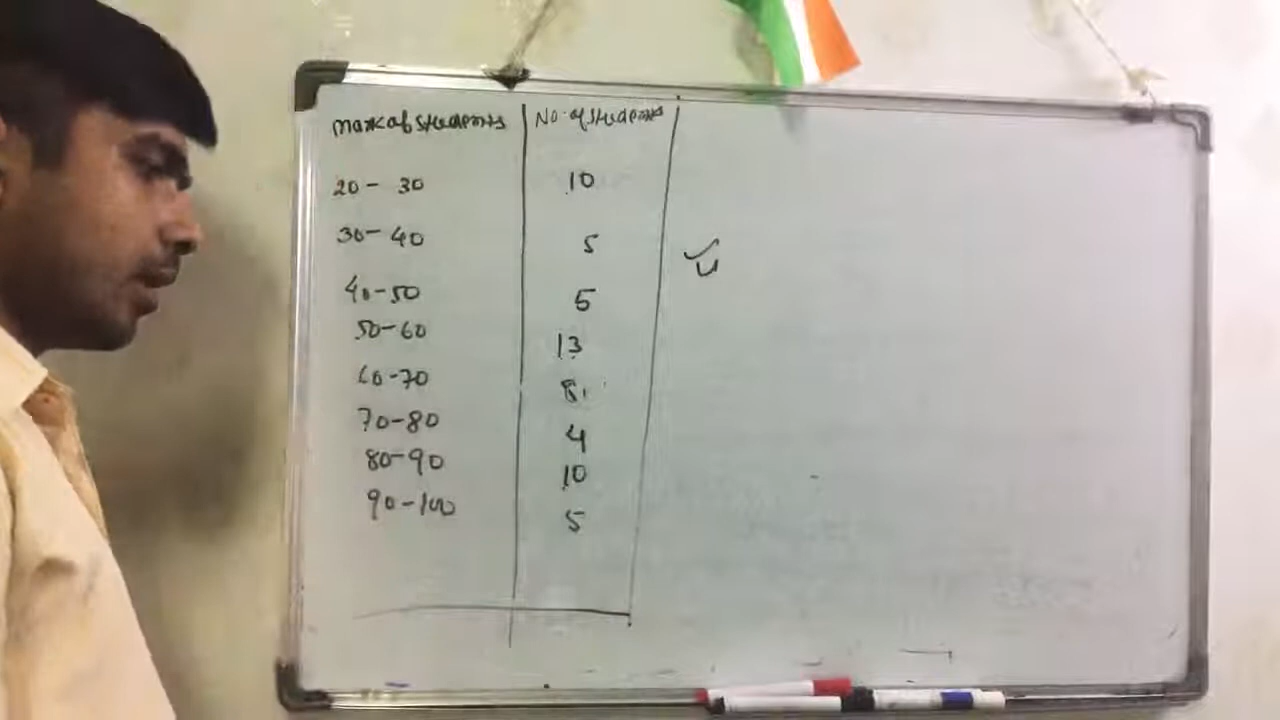 Mark of students No. of students
20 - 30 10
30 - 40 5
40 - 50 5
50 - 60 13
60 - 70 8
70 - 80 4
80 - 90 10
90 - 100 5